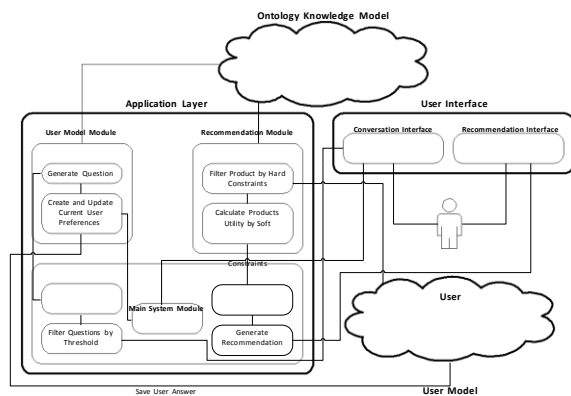 Ontology Knowledge Model
Application Layer
User Interface
User Model Module
Recommendation Module
Conversation Interface
Recommendation Interface
Generate Question
Filter Product by Hard
Constraints
Create and Update
Current User
Preferences
Calculate Products
Utility by Soft
Constraints
User
Main System Module
Filter Questions by
Threshold
Generate
Recommendation
Save User Answer
User Model